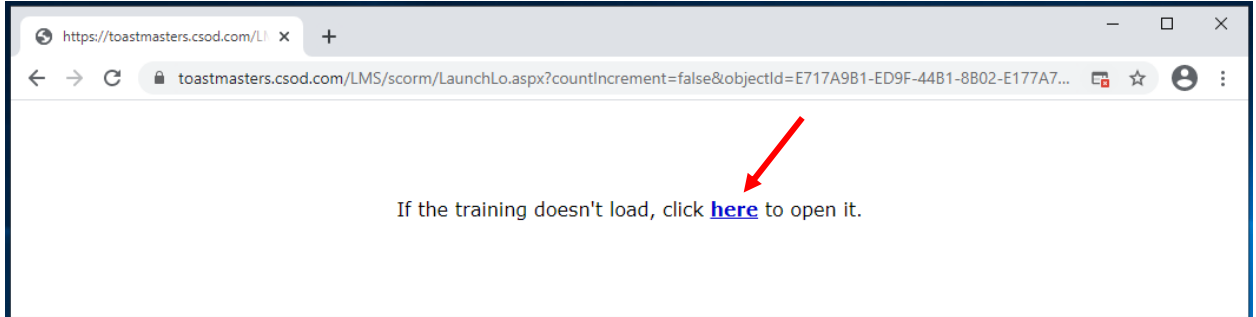 https://toastmasters.csod.com/LM
toastmasters.csod.com/LMS/scorm/LaunchLo.aspx?countIncrement=false&objectId=E717A9B1-ED9F-44B1-8B02-E177A7...
If the training doesn't load, click here to open it.